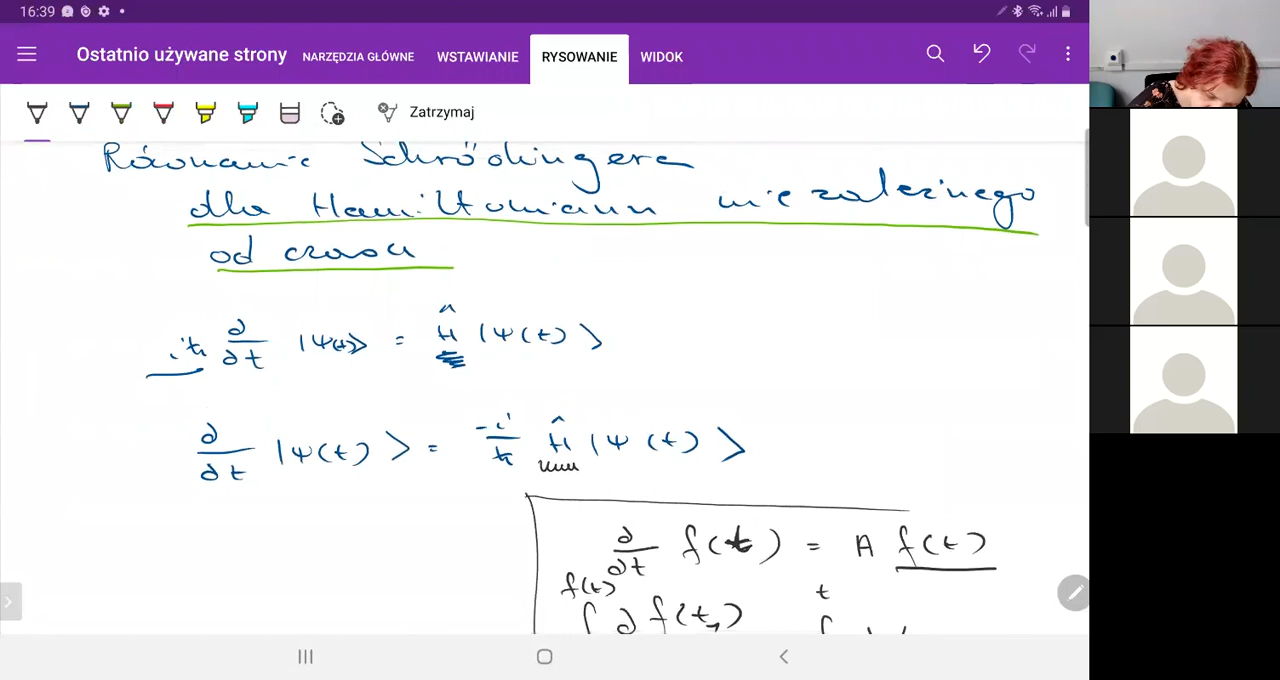 16:39
Ostatnio używane strony NARZĘDZIA GŁÓWNE WSTAWIANIE RYSOWANIE WIDOK
Zatrzymaj
Równanie Schrödingera
dla Hamiltonianu niezależnego
od czasu
iℏ ∂/∂t |Ψ(t)> = Ĥ |Ψ(t)>
∂/∂t |Ψ(t)> = -i/ℏ Ĥ |Ψ(t)>
∂/∂t f(t) = A f(t)
f(t) t
∫ ∂ f(t₁) ∫